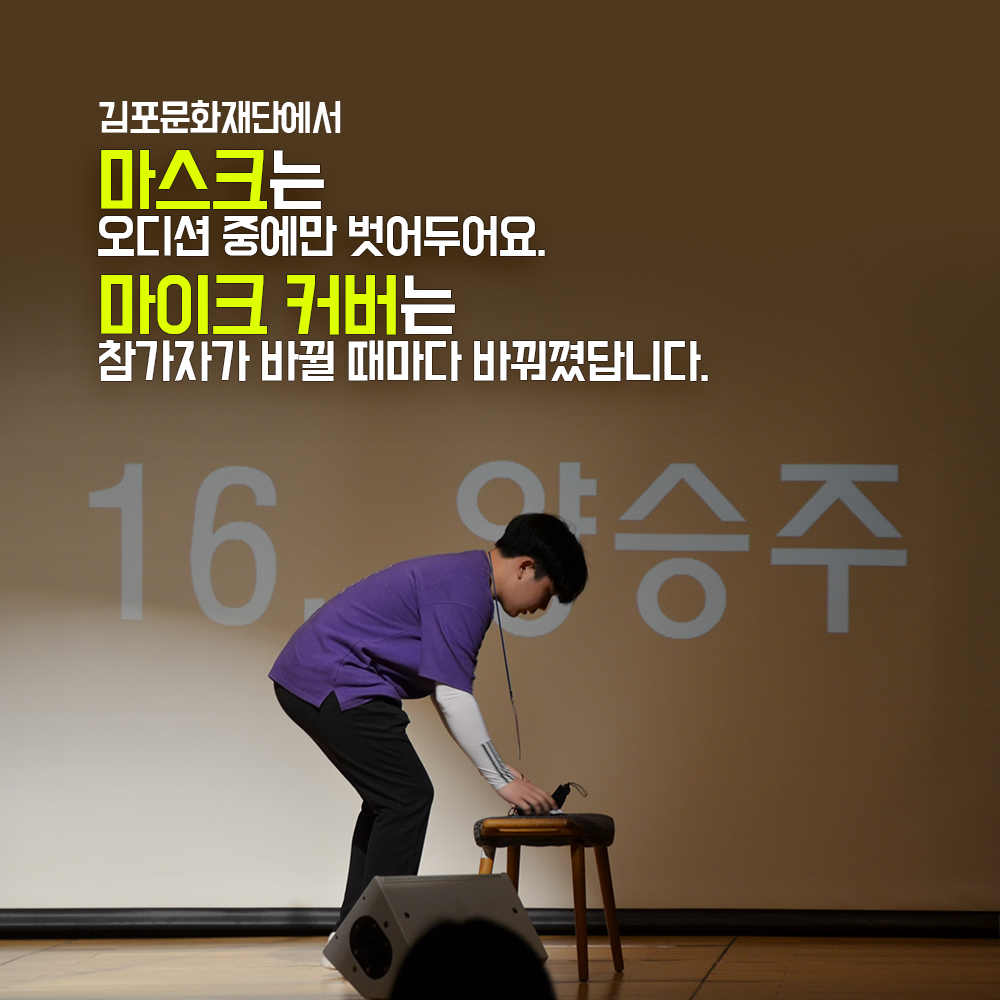 김포문화재단에서
마스크는
오디션 중에만 벗어두어요.
마이크 커버는
참가자가 바뀔 때마다 바꿔꼈답니다.
16. 양승주